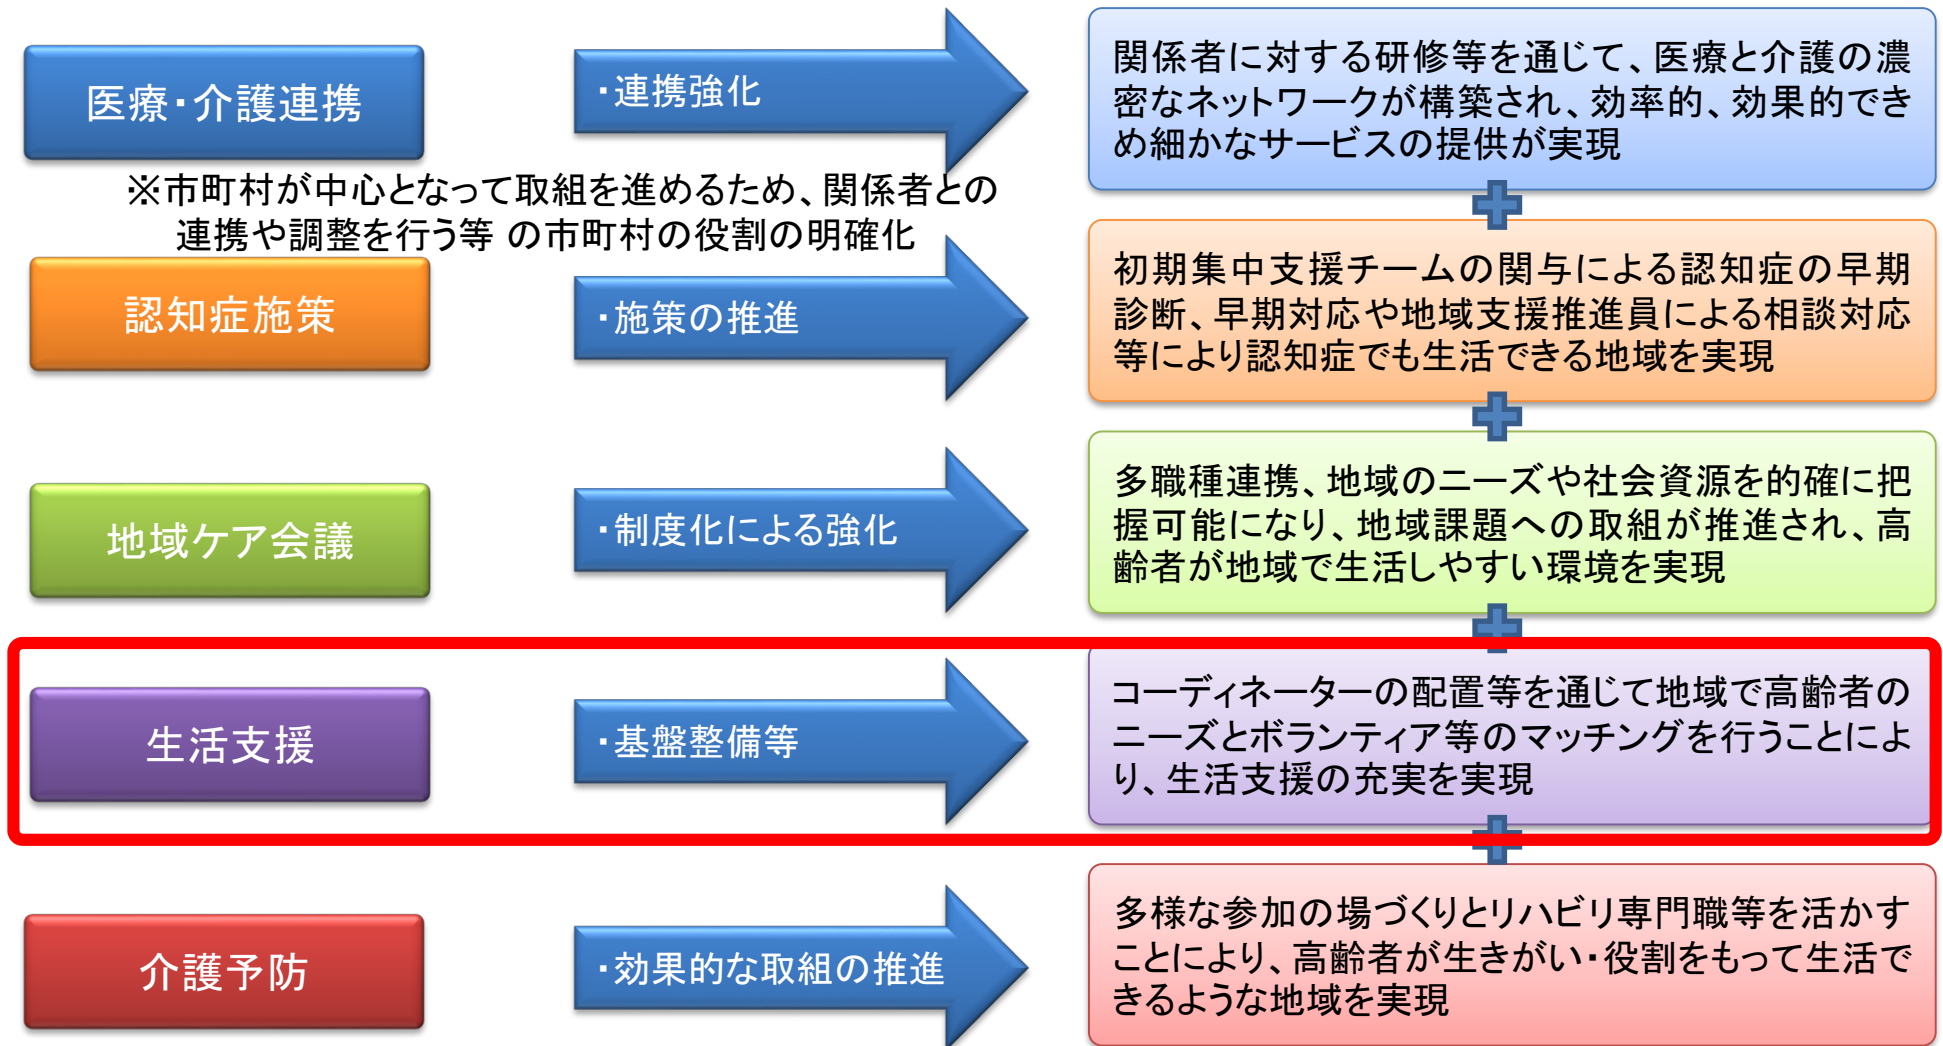 医療・介護連携
・連携強化
関係者に対する研修等を通じて、医療と介護の濃
密なネットワークが構築され、効率的、効果的でき
め細かなサービスの提供が実現
※市町村が中心となって取組を進めるため、関係者との
連携や調整を行う等 の市町村の役割の明確化
認知症施策
・施策の推進
初期集中支援チームの関与による認知症の早期
診断、早期対応や地域支援推進員による相談対応
等により認知症でも生活できる地域を実現
地域ケア会議
・制度化による強化
多職種連携、地域のニーズや社会資源を的確に把
握可能になり、地域課題への取組が推進され、高
齢者が地域で生活しやすい環境を実現
生活支援
・基盤整備等
コーディネーターの配置等を通じて地域で高齢者の
ニーズとボランティア等のマッチングを行うことによ
り、生活支援の充実を実現
介護予防
・効果的な取組の推進
多様な参加の場づくりとリハビリ専門職等を活かす
ことにより、高齢者が生きがい・役割をもって生活で
きるような地域を実現